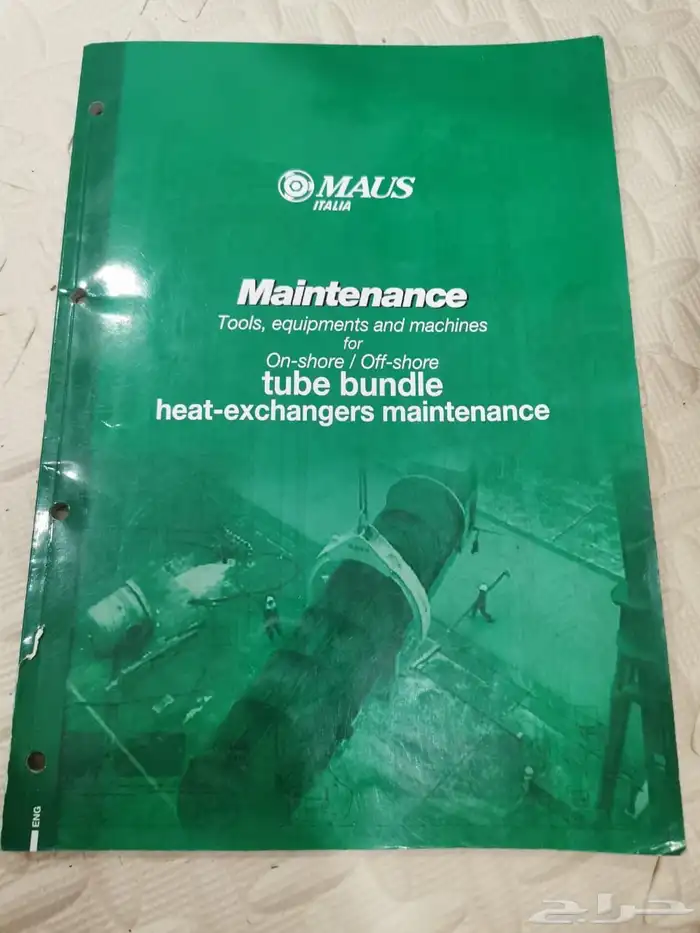 MAUS
ITALIA
Maintenance
Tools, equipments and machines
for
On-shore / Off-shore
tube bundle
heat-exchangers maintenance
ENG
حراج